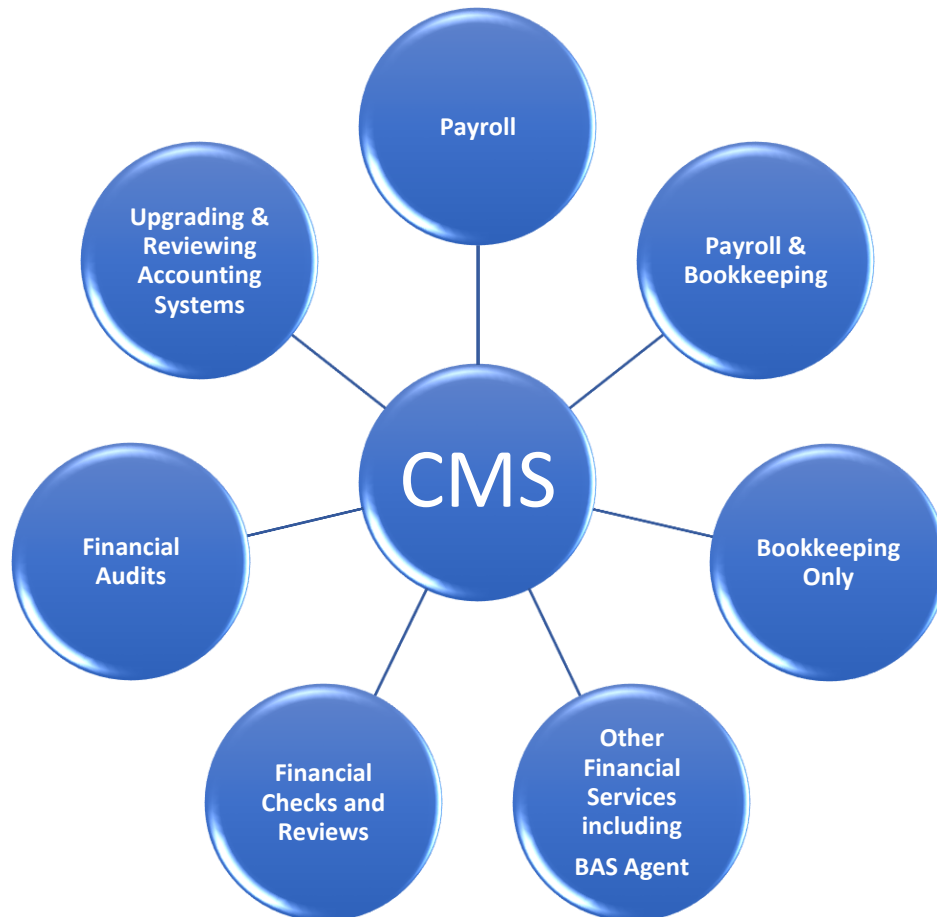 Payroll
Upgrading &
Reviewing
Accounting
Systems
Payroll &
Bookkeeping
CMS
Financial
Audits
Bookkeeping
Only
Financial
Checks and
Reviews
Other
Financial
Services
including
BAS Agent